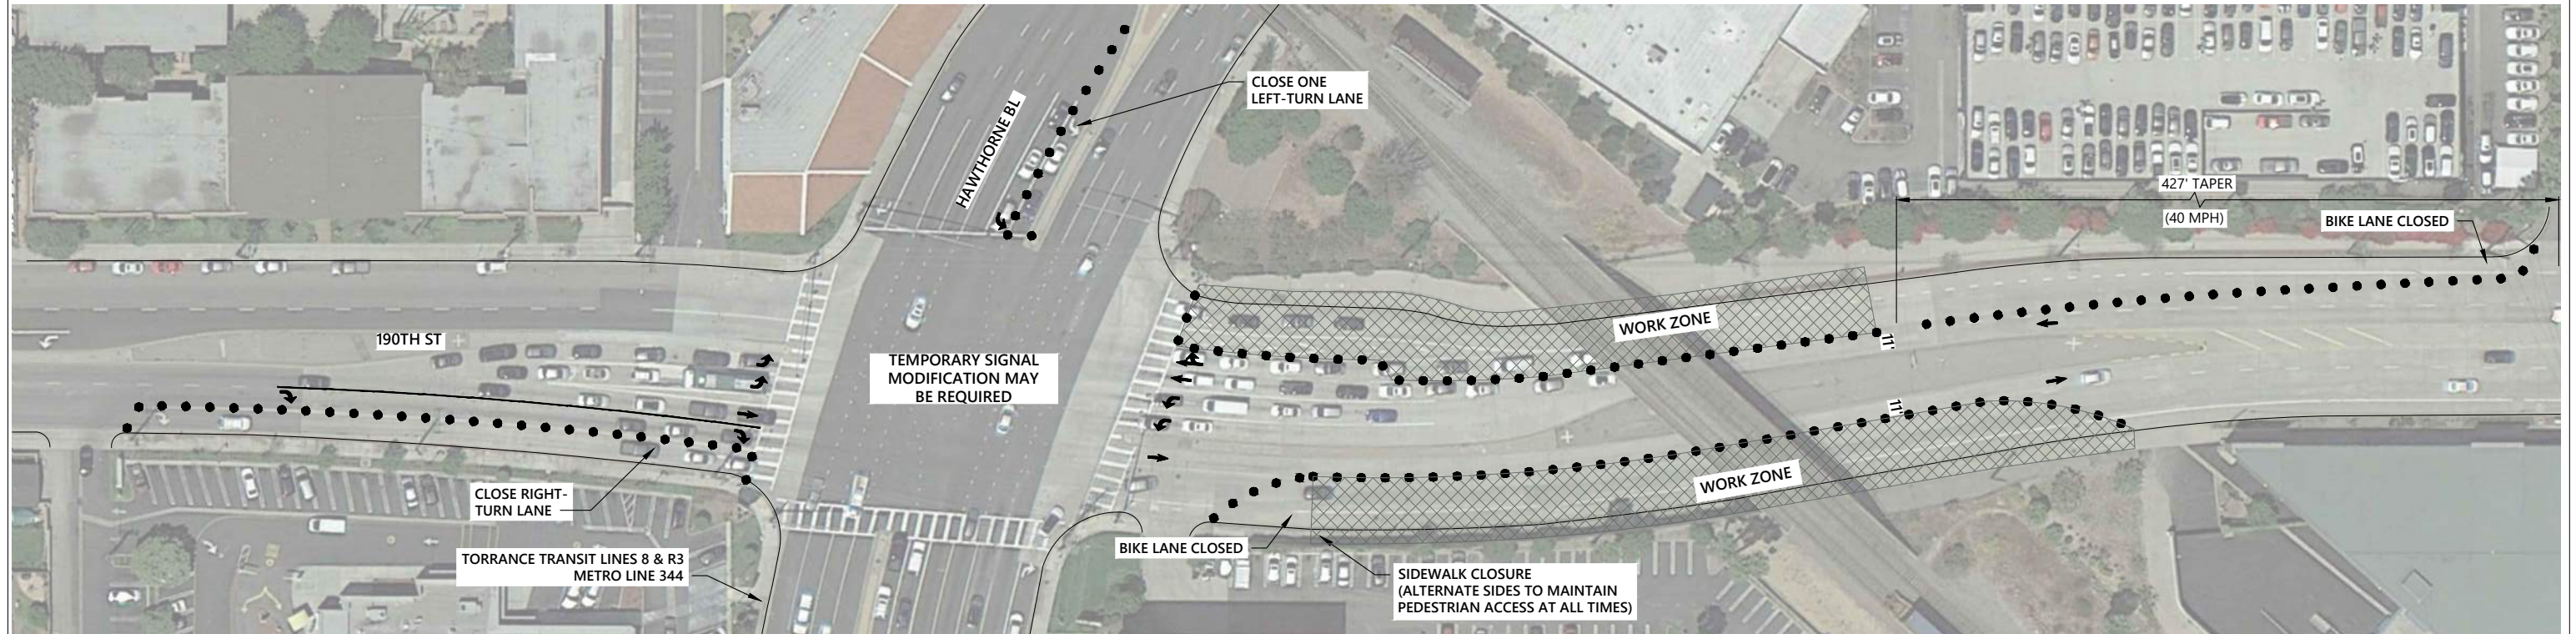 CLOSE ONE
LEFT-TURN LANE
HAWTHORNE BL
427' TAPER
(40 MPH)
BIKE LANE CLOSED
190TH ST
TEMPORARY SIGNAL
MODIFICATION MAY
BE REQUIRED
WORK ZONE
11'
11'
WORK ZONE
CLOSE RIGHT-
TURN LANE
TORRANCE TRANSIT LINES 8 & R3
METRO LINE 344
BIKE LANE CLOSED
SIDEWALK CLOSURE
(ALTERNATE SIDES TO MAINTAIN
PEDESTRIAN ACCESS AT ALL TIMES)